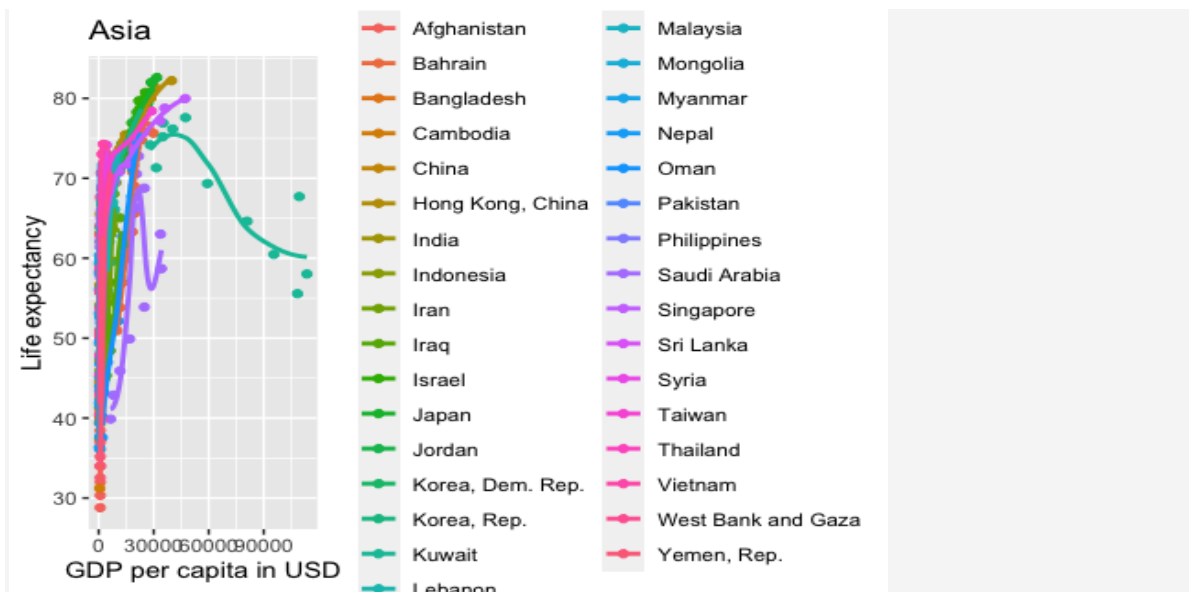 Asia
Life expectancy
80
70
60
50
40
30
0
30000
60000
90000
GDP per capita in USD
Afghanistan
Bahrain
Bangladesh
Cambodia
China
Hong Kong, China
India
Indonesia
Iran
Iraq
Israel
Japan
Jordan
Korea, Dem. Rep.
Korea, Rep.
Kuwait
Lebanon
Malaysia
Mongolia
Myanmar
Nepal
Oman
Pakistan
Philippines
Saudi Arabia
Singapore
Sri Lanka
Syria
Taiwan
Thailand
Vietnam
West Bank and Gaza
Yemen, Rep.